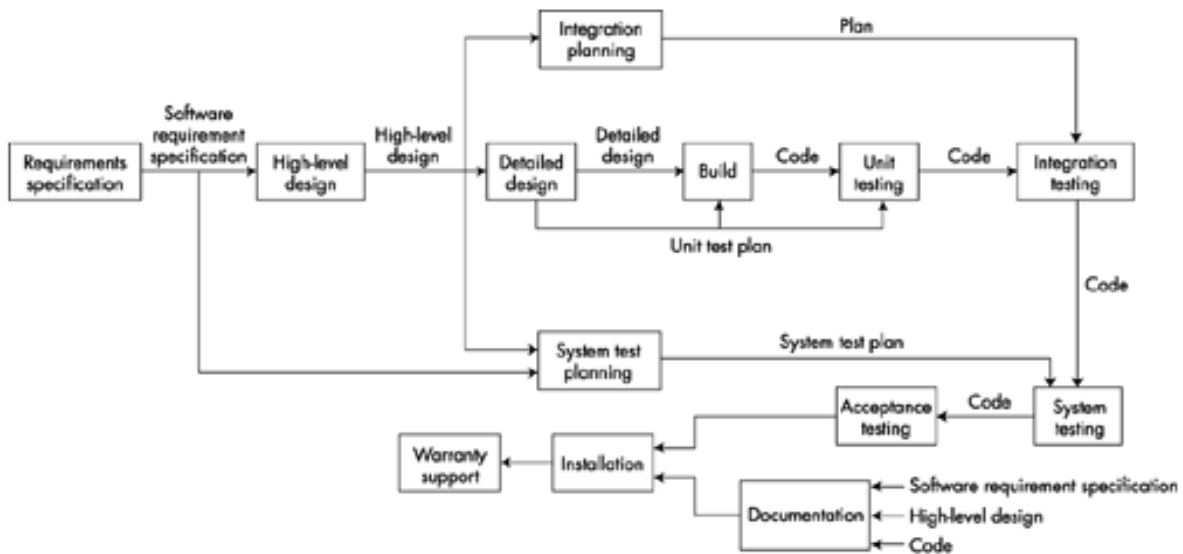 Integration
planning
Plan
Software
requirement
specification
High-level
design
Detailed
design
Code
Code
Requirements
specification
High-level
design
Detailed
design
Build
Unit
testing
Integration
testing
Unit test plan
Code
System test
planning
System test plan
Acceptance
testing
Code
System
testing
Warranty
support
Installation
Documentation
Software requirement specification
High-level design
Code